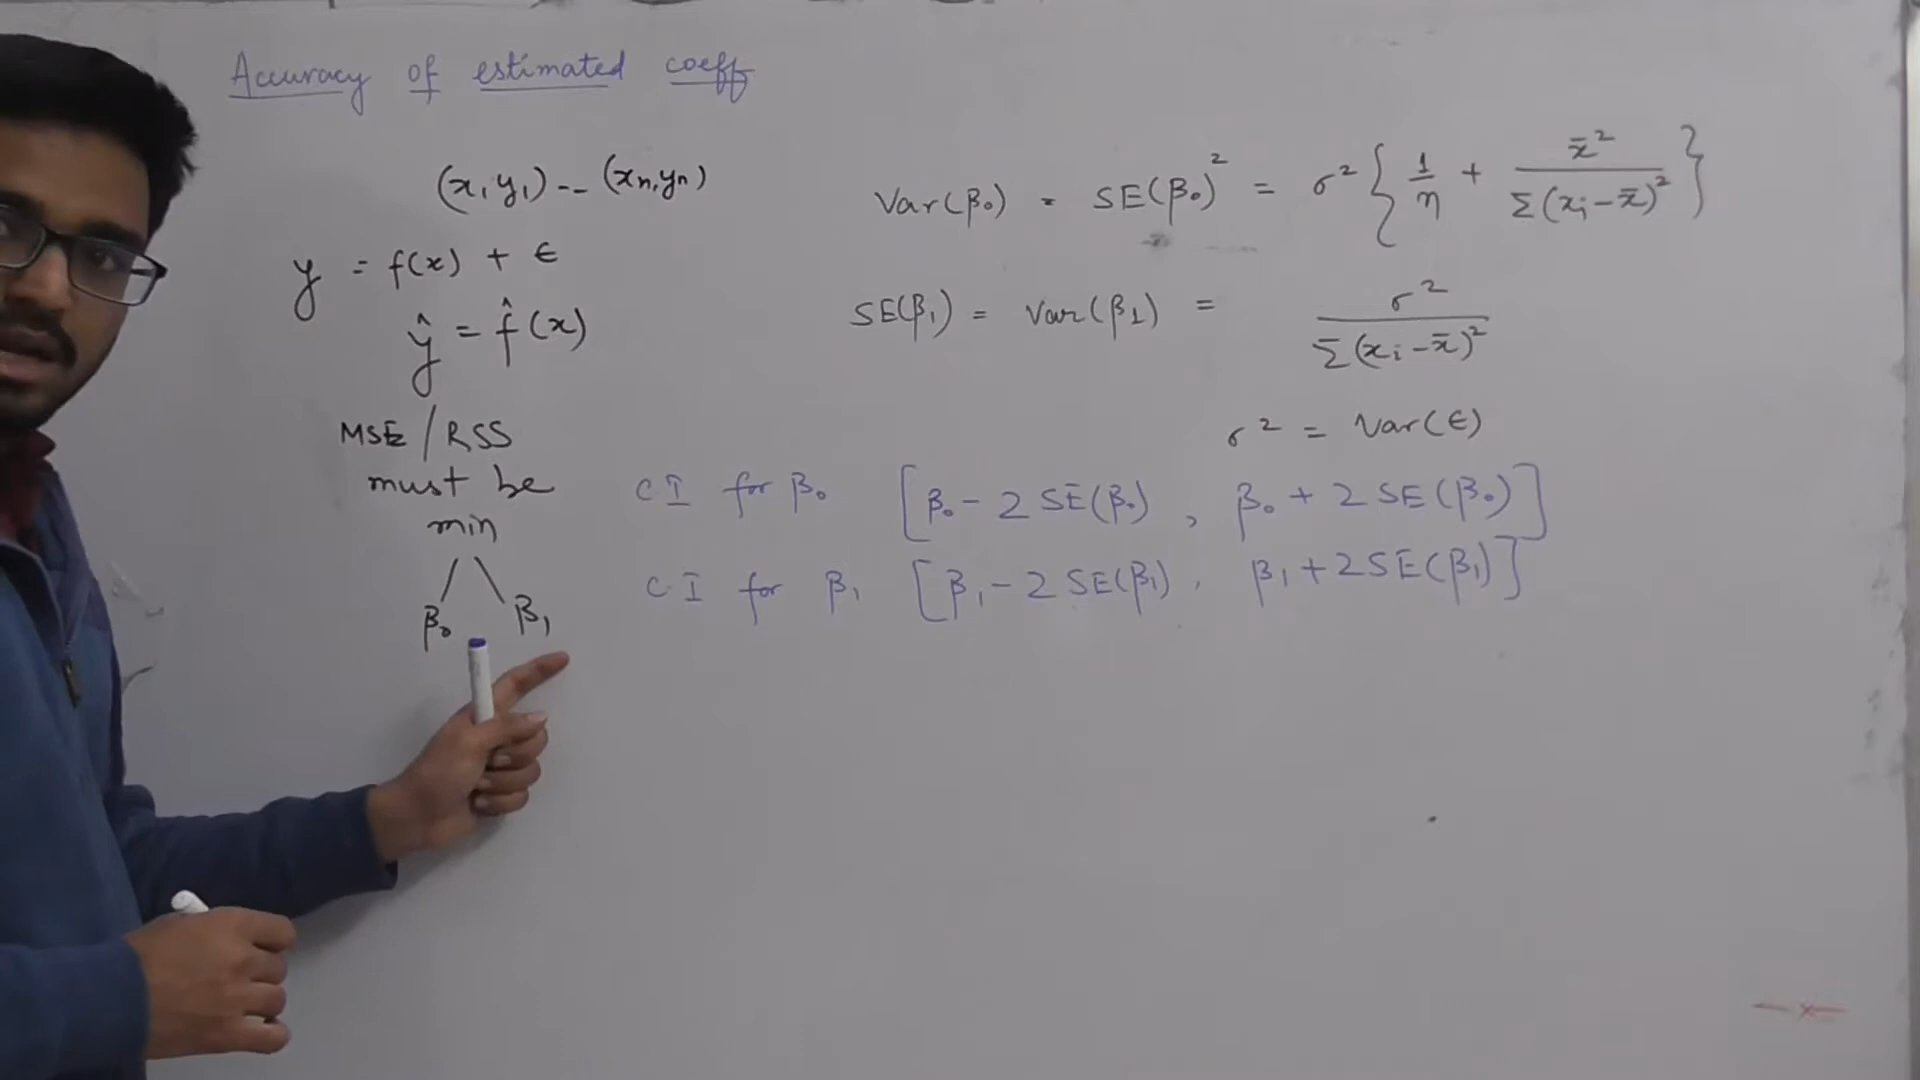 Accuracy of estimated coeff
(x, y₁) -- (xₙ, yₙ)
y = f(x) + ϵ
ŷ = f̂(x)
MSE / RSS
must be
min
β₀ β₁
Var(β₀) = SE(β₀)² = σ² { 1/n + x̄² / Σ(xᵢ - x̄)² }
SE(β₁) = Var(β1) = σ² / Σ(xᵢ - x̄)²
σ² = Var(ϵ)
CI for β₀ [β₀ - 2 SE(β₀) , β₀ + 2 SE(β₀)]
C.I for β₁ [β₁ - 2 SE(β₁) , β₁ + 2 SE(β₁)]